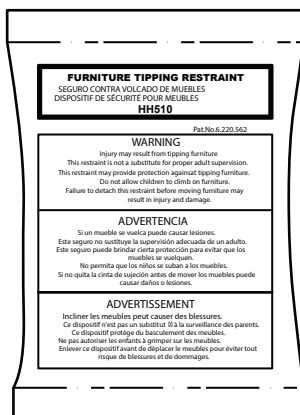 FURNITURE TIPPING RESTRAINT
SEGURO CONTRA VOLCADO DE MUEBLES
DISPOSITIF DE SÉCURITÉ POUR MEUBLES
HH510
Pat.No.6.220.562
WARNING
Injury may result from tipping furniture
This restraint is not a substitute for proper adult supervision.
This restraint may provide protection againsat tipping furniture.
Do not allow children to climb on furniture.
Failure to detach this restraint before moving furniture may
result in injury and damage.
ADVERTENCIA
Si un mueble se vuelca puede causar lesiones.
Este seguro no sustituye la supervisión adecuada de un adulto.
Este seguro puede brindar cierta protección para evitar que los
muebles se vuelquen.
No permita que los niños se suban a los muebles.
Si no quita la cinta de sujeción antes de mover los muebles puede
causar daños o lesiones.
ADVERTISSEMENT
Incliner les meubles peut causer des blessures.
Ce dispositif n'est pas un substitut à la surveillance des parents.
Ce dispositif protège du basculement des meubles.
Ne pas autoriser les enfants à grimper sur les meubles.
Enlever ce dispositif avant de déplacer le meubles pour éviter tout
risque de blessures et de dommages.